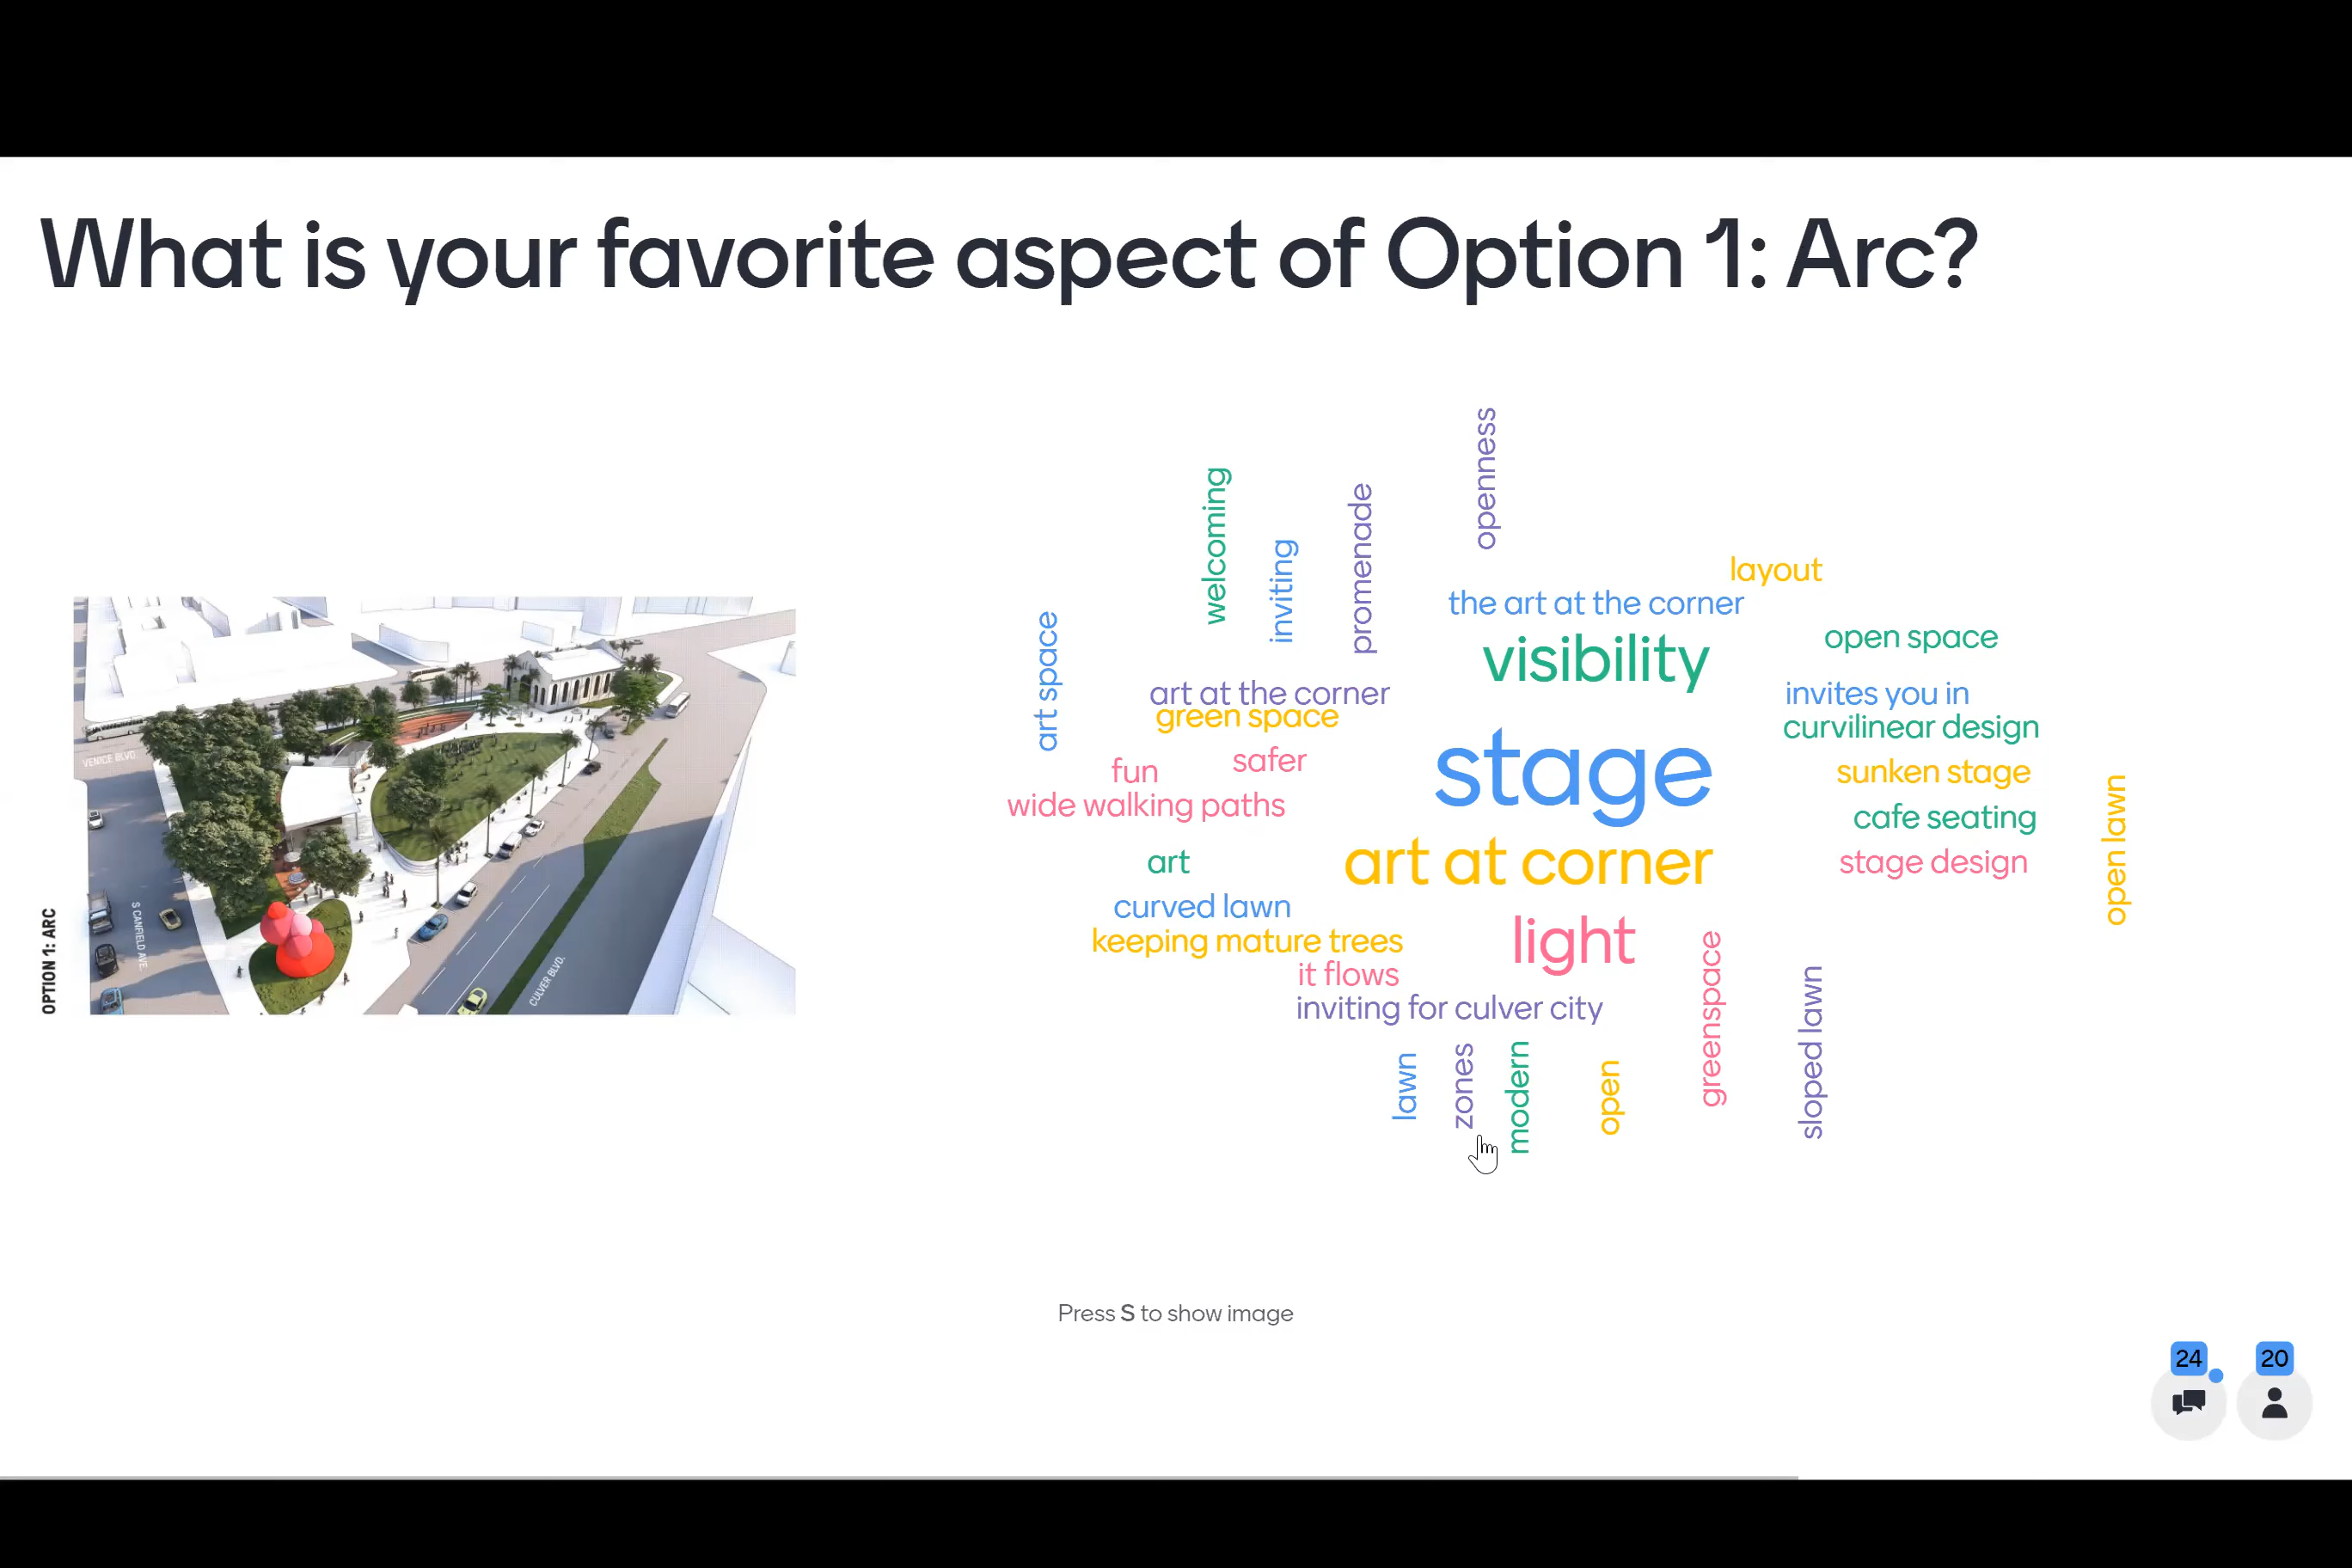 What is your favorite aspect of Option 1: Arc?
openness
welcoming
inviting
promenade
layout
the art at the corner
art space
visibility
open space
art at the corner
invites you in
green space
curvilinear design
safer
fun
stage
sunken stage
wide walking paths
cafe seating
open lawn
art
art at corner
stage design
curved lawn
keeping mature trees
light
it flows
greenspace
sloped lawn
inviting for culver city
lawn
zones
modern
open
OPTION 1: ARC
VENICE BLVD.
S CANFIELD AVE.
CULVER BLVD.
Press S to show image
24
20